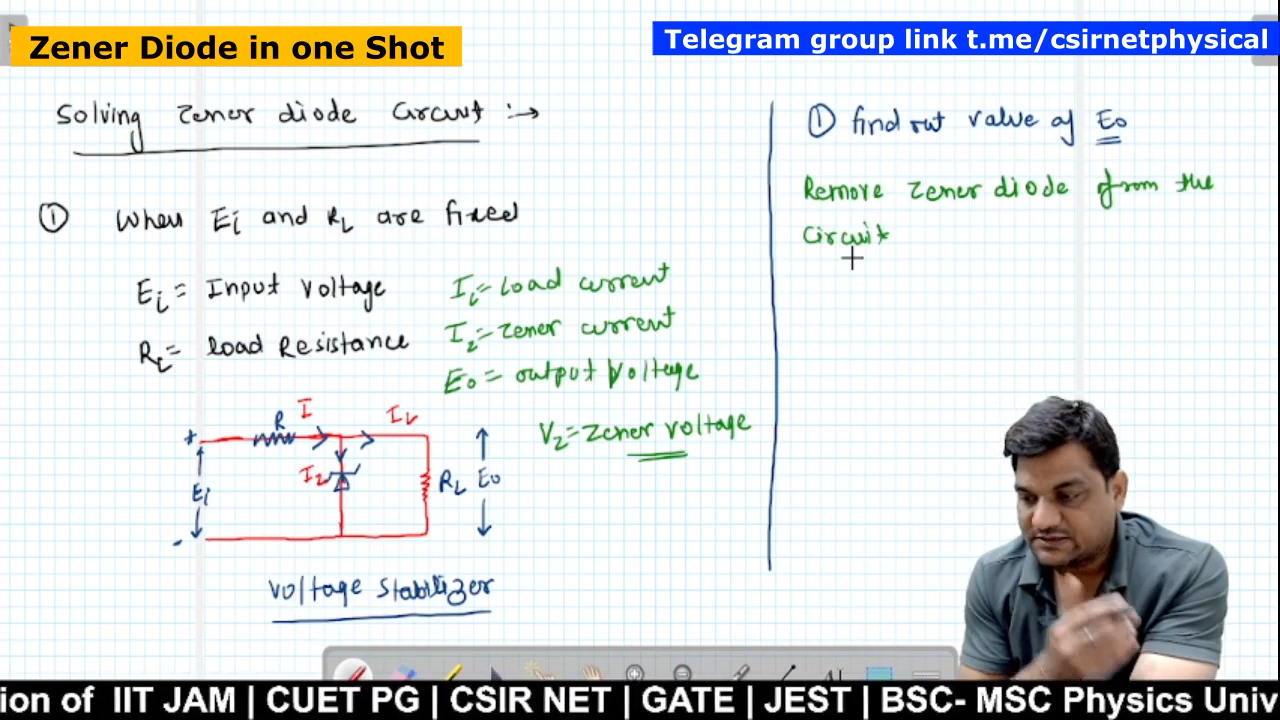 Zener Diode in one Shot
Telegram group link t.me/csirnetphysical
Solving Zener diode Circuit :→
① When Ei and RL are fixed
Ei = Input Voltage
RL = Load Resistance
IL = Load current
IZ = Zener current
Eo = output Voltage
VZ = Zener voltage
R I IL
+
IZ
Ei
RL Eo
-
Voltage Stabilizer
① find out value of Eo
Remove Zener diode from the
Circuit
ion of IIT JAM | CUET PG | CSIR NET | GATE | JEST | BSC- MSC Physics Univ